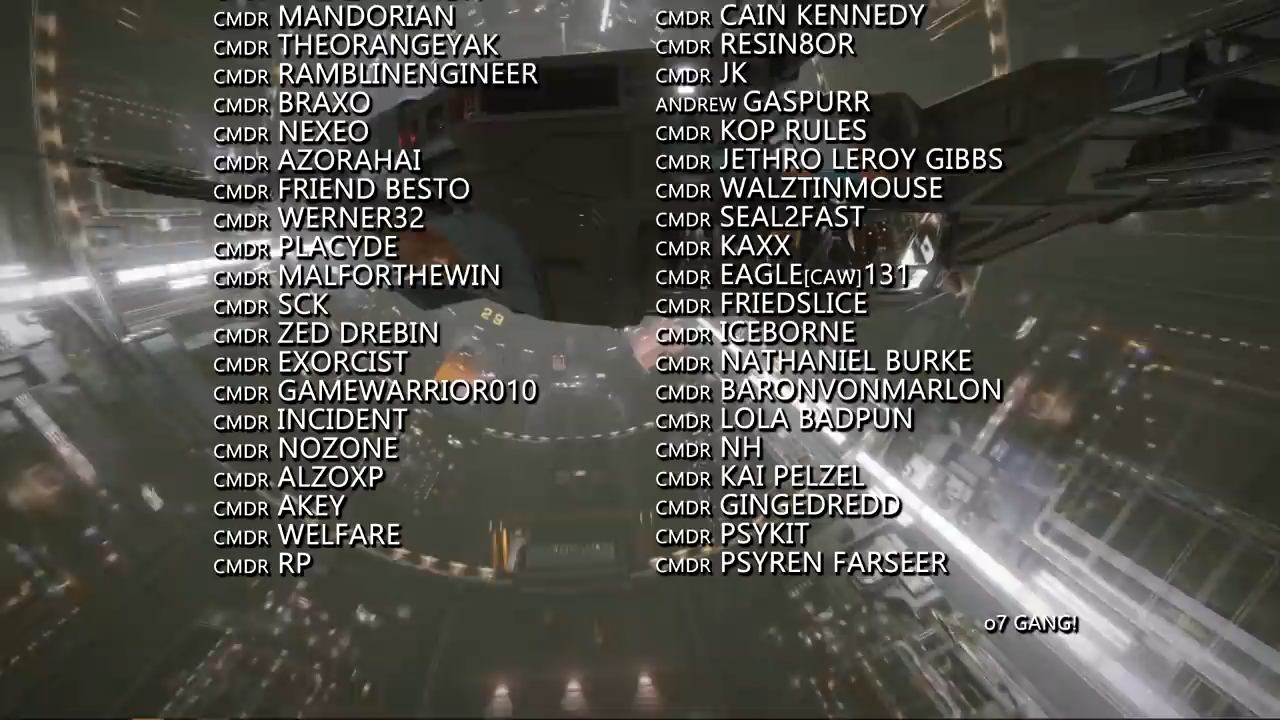 CMDR MANDORIAN
CMDR THEORANGEYAK
CMDR RAMBLINENGINEER
CMDR BRAXO
CMDR NEXEO
CMDR AZORAHAI
CMDR FRIEND BESTO
CMDR WERNER32
CMDR PLACYDE
CMDR MALFORTHEWIN
CMDR SCK
CMDR ZED DREBIN
CMDR EXORCIST
CMDR GAMEWARRIOR010
CMDR INCIDENT
CMDR NOZONE
CMDR ALZOXP
CMDR AKEY
CMDR WELFARE
CMDR RP
CMDR CAIN KENNEDY
CMDR RESIN8OR
CMDR JK
ANDREW GASPURR
CMDR KOP RULES
CMDR JETHRO LEROY GIBBS
CMDR WALZTINMOUSE
CMDR SEAL2FAST
CMDR KAXX
CMDR EAGLE[CAW]131
CMDR FRIEDSLICE
CMDR ICEBORNE
CMDR NATHANIEL BURKE
CMDR BARONVONMARLON
CMDR LOLA BADPUN
CMDR NH
CMDR KAI PELZEL
CMDR GINGEDREDD
CMDR PSYKIT
CMDR PSYREN FARSEER
o7 GANG!
29